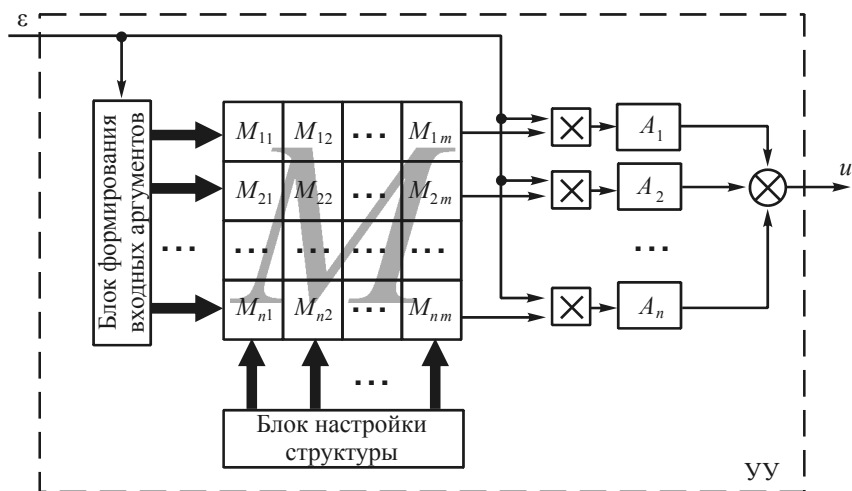 ε
Блок формирования
входных аргументов
M₁₁ M₁₂ ... M₁ₘ
M₂₁ M₂₂ ... M₂ₘ
... ... ... ...
Mₙ₁ Mₙ₂ ... Mₙₘ
M
...
...
Блок настройки
структуры
× A₁
× A₂
...
× Aₙ
u
УУ